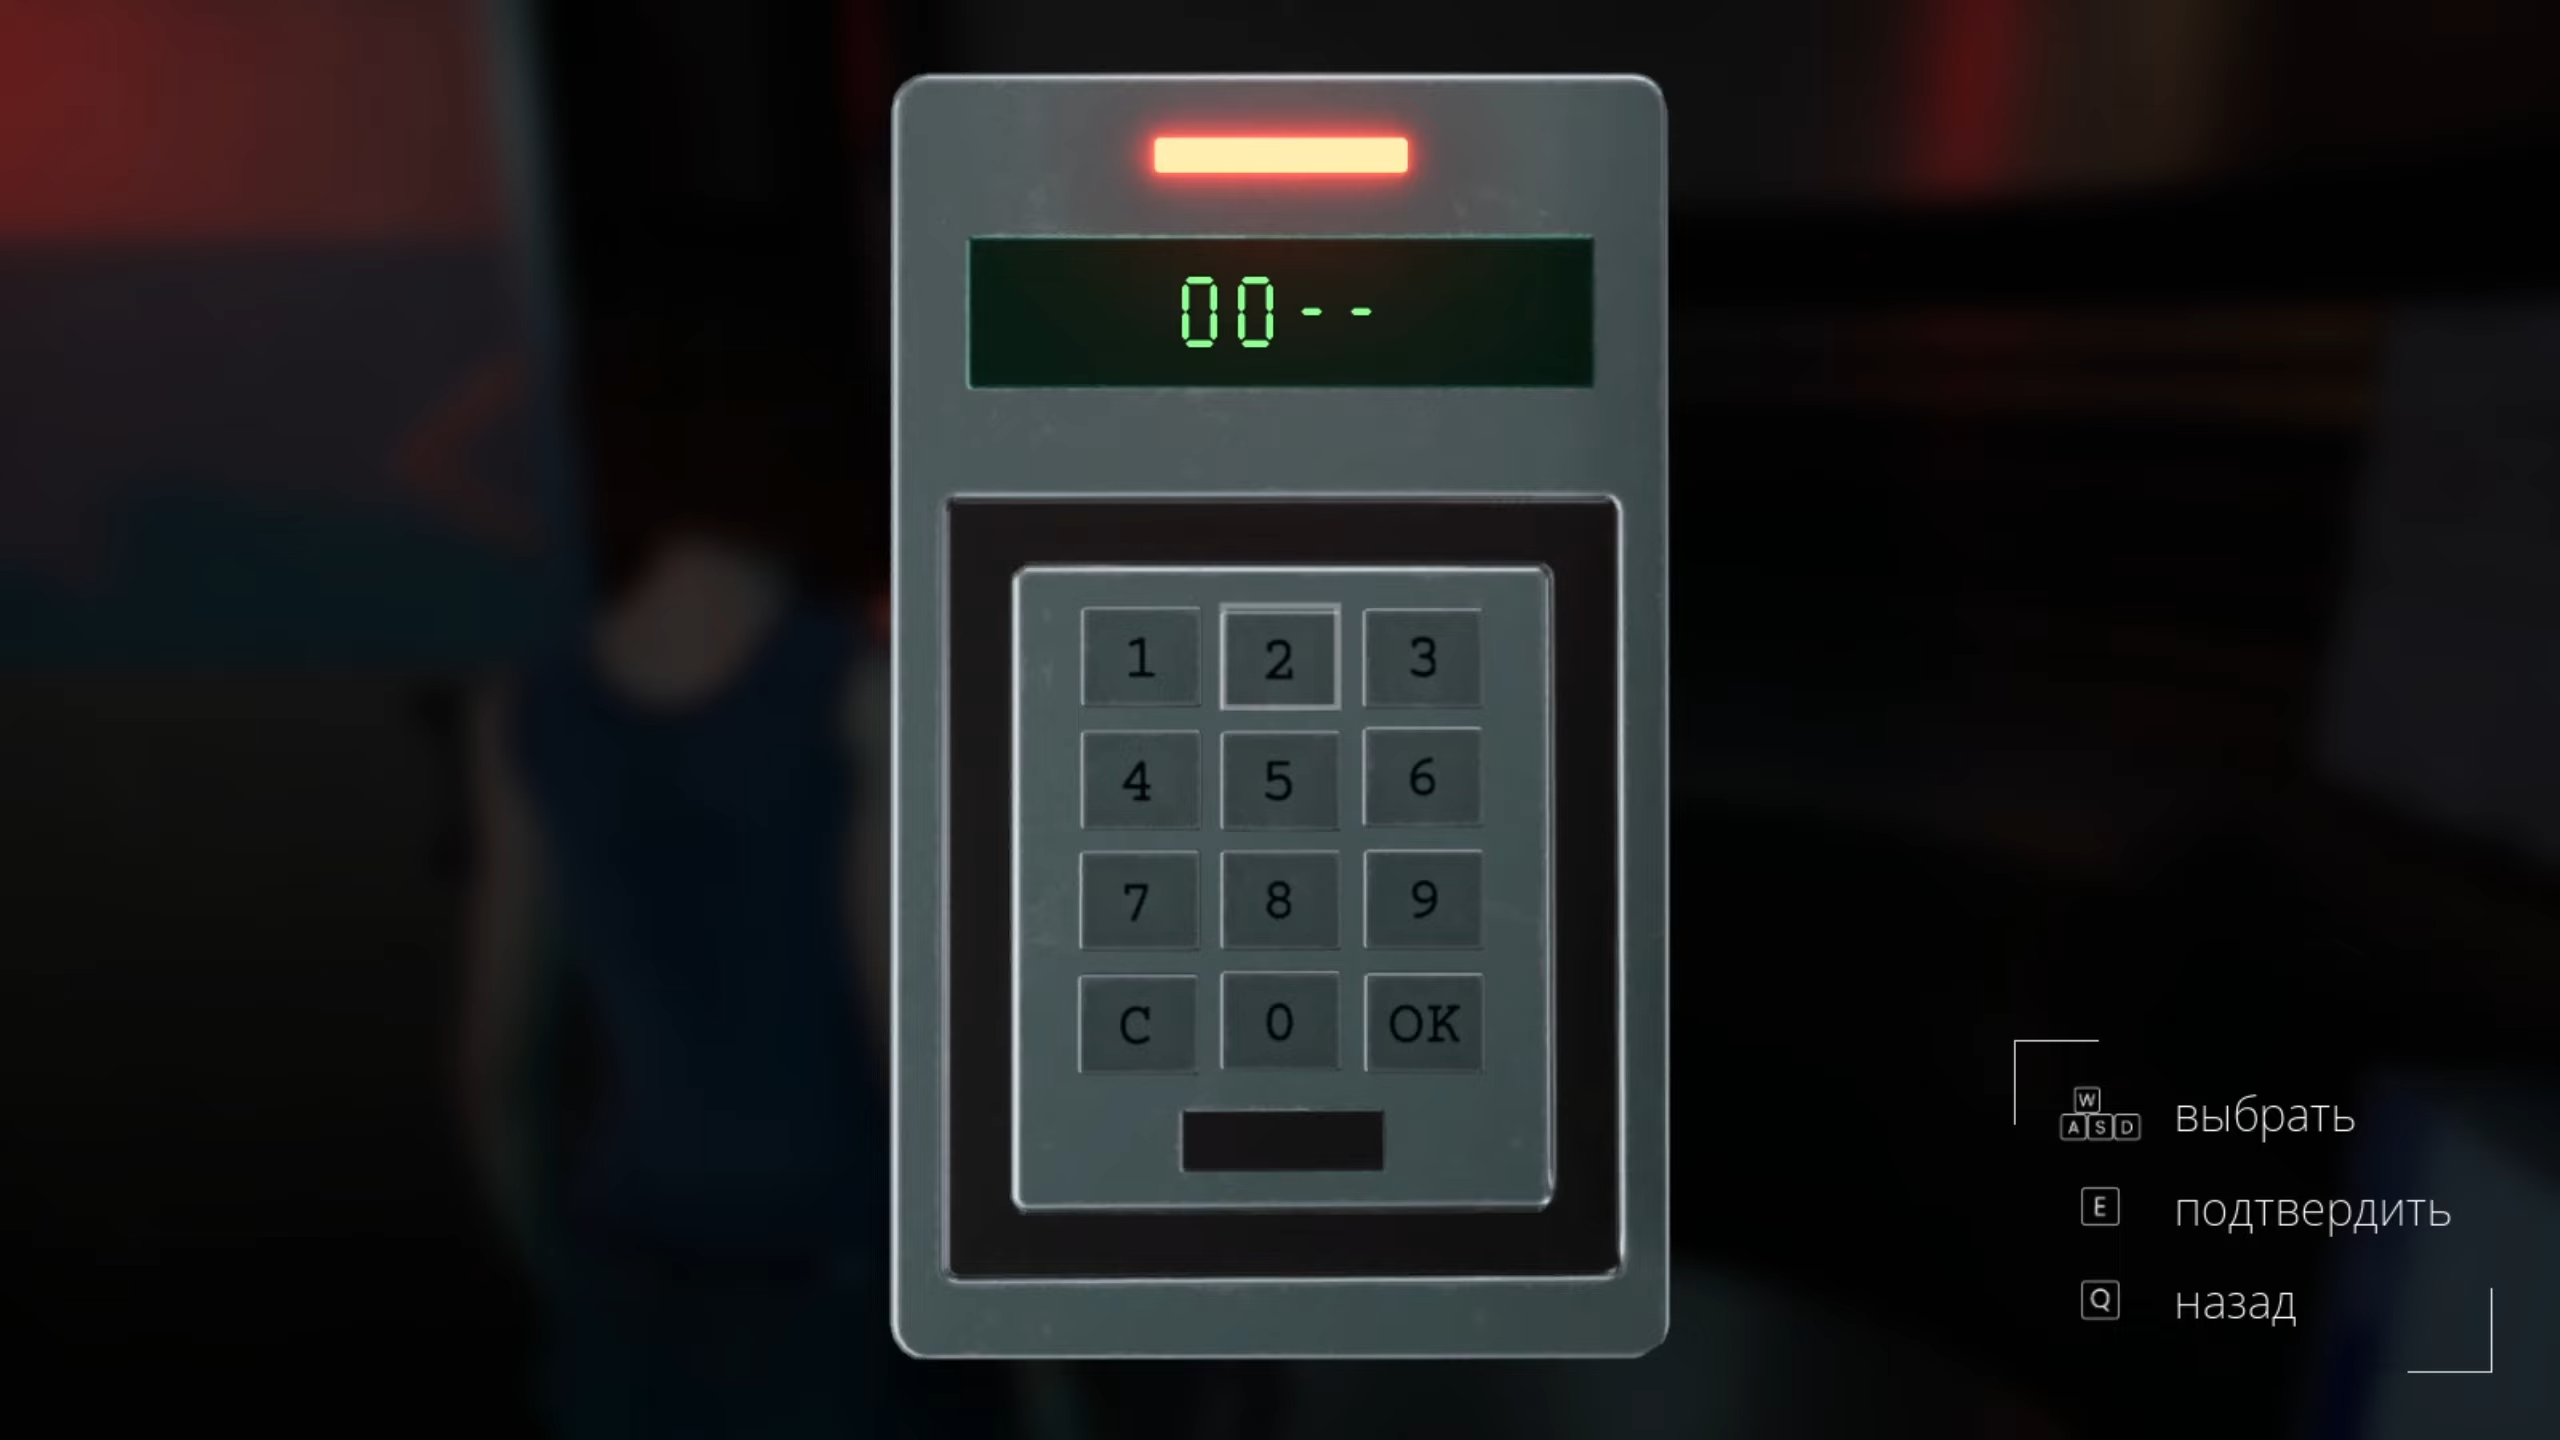 00--
1 2 3
4 5 6
7 8 9
C 0 OK
W
A S D выбрать
E подтвердить
Q назад